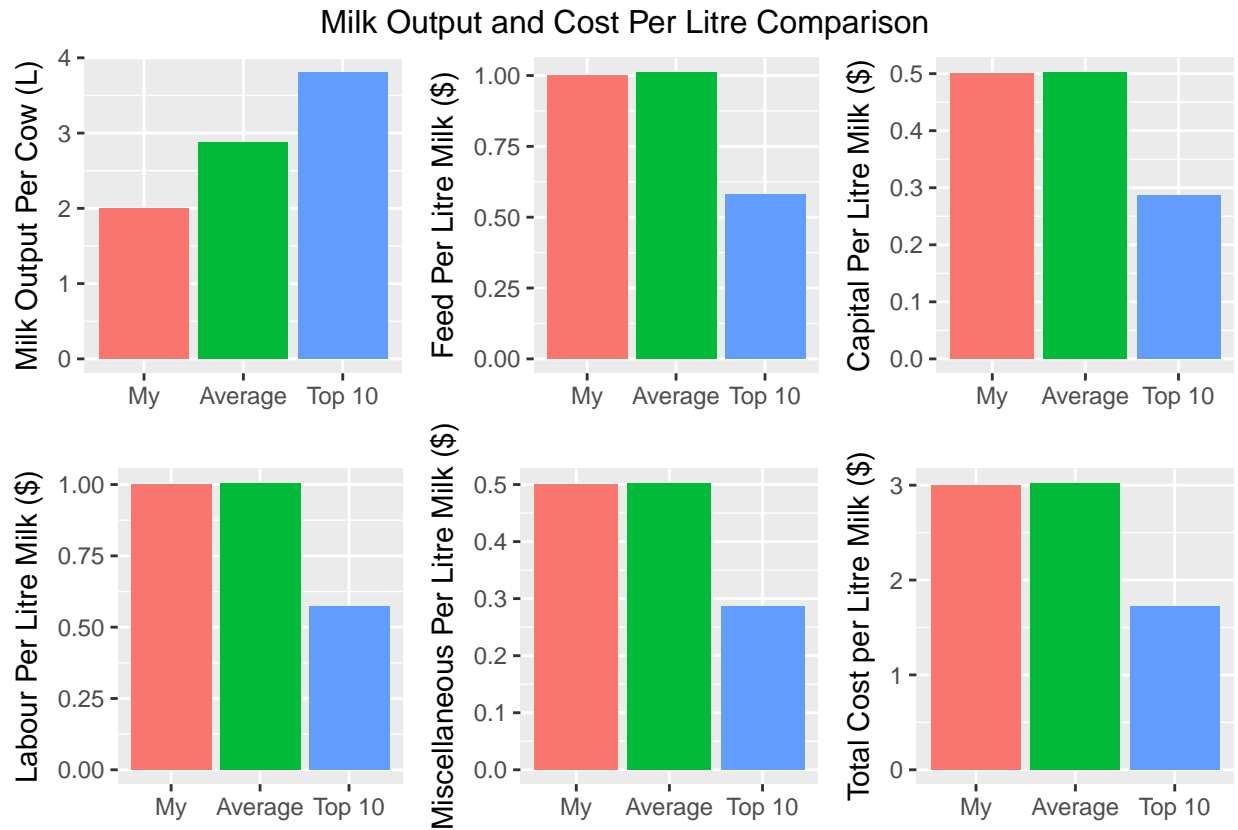 Milk Output and Cost Per Litre Comparison
Milk Output Per Cow (L)
4
3
2
1
0
My Average Top 10
Feed Per Litre Milk ($)
1.00
0.75
0.50
0.25
0.00
My Average Top 10
Capital Per Litre Milk ($)
0.5
0.4
0.3
0.2
0.1
0.0
My Average Top 10
Labour Per Litre Milk ($)
1.00
0.75
0.50
0.25
0.00
My Average Top 10
Miscellaneous Per Litre Milk ($)
0.5
0.4
0.3
0.2
0.1
0.0
My Average Top 10
Total Cost per Litre Milk ($)
3
2
1
0
My Average Top 10